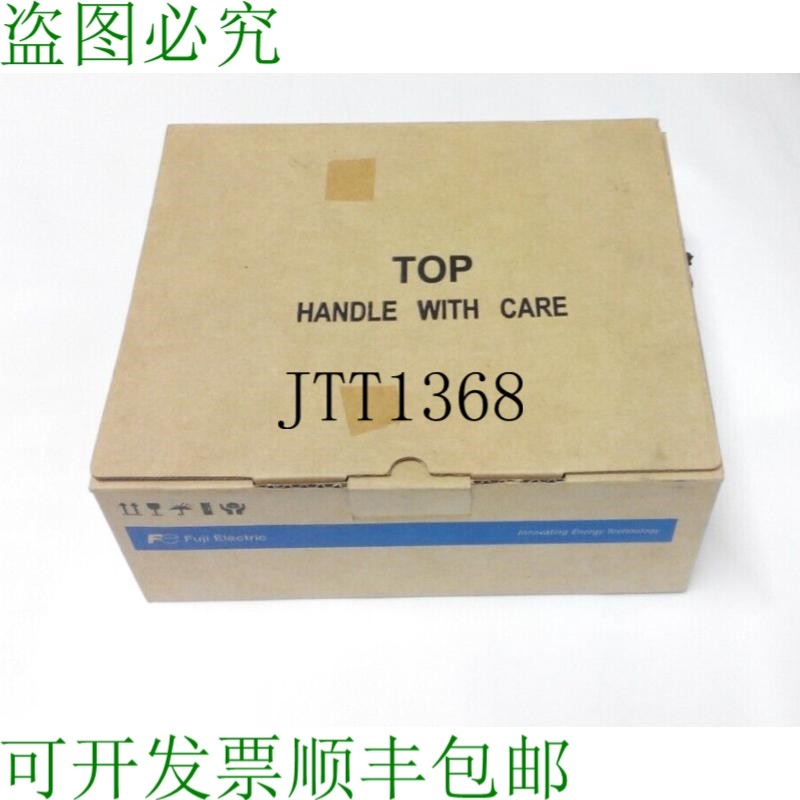 盗图必究
TOP
HANDLE WITH CARE
JTT1368
Fe Fuji Electric
Innovating Energy Technology
可开发票顺丰包邮